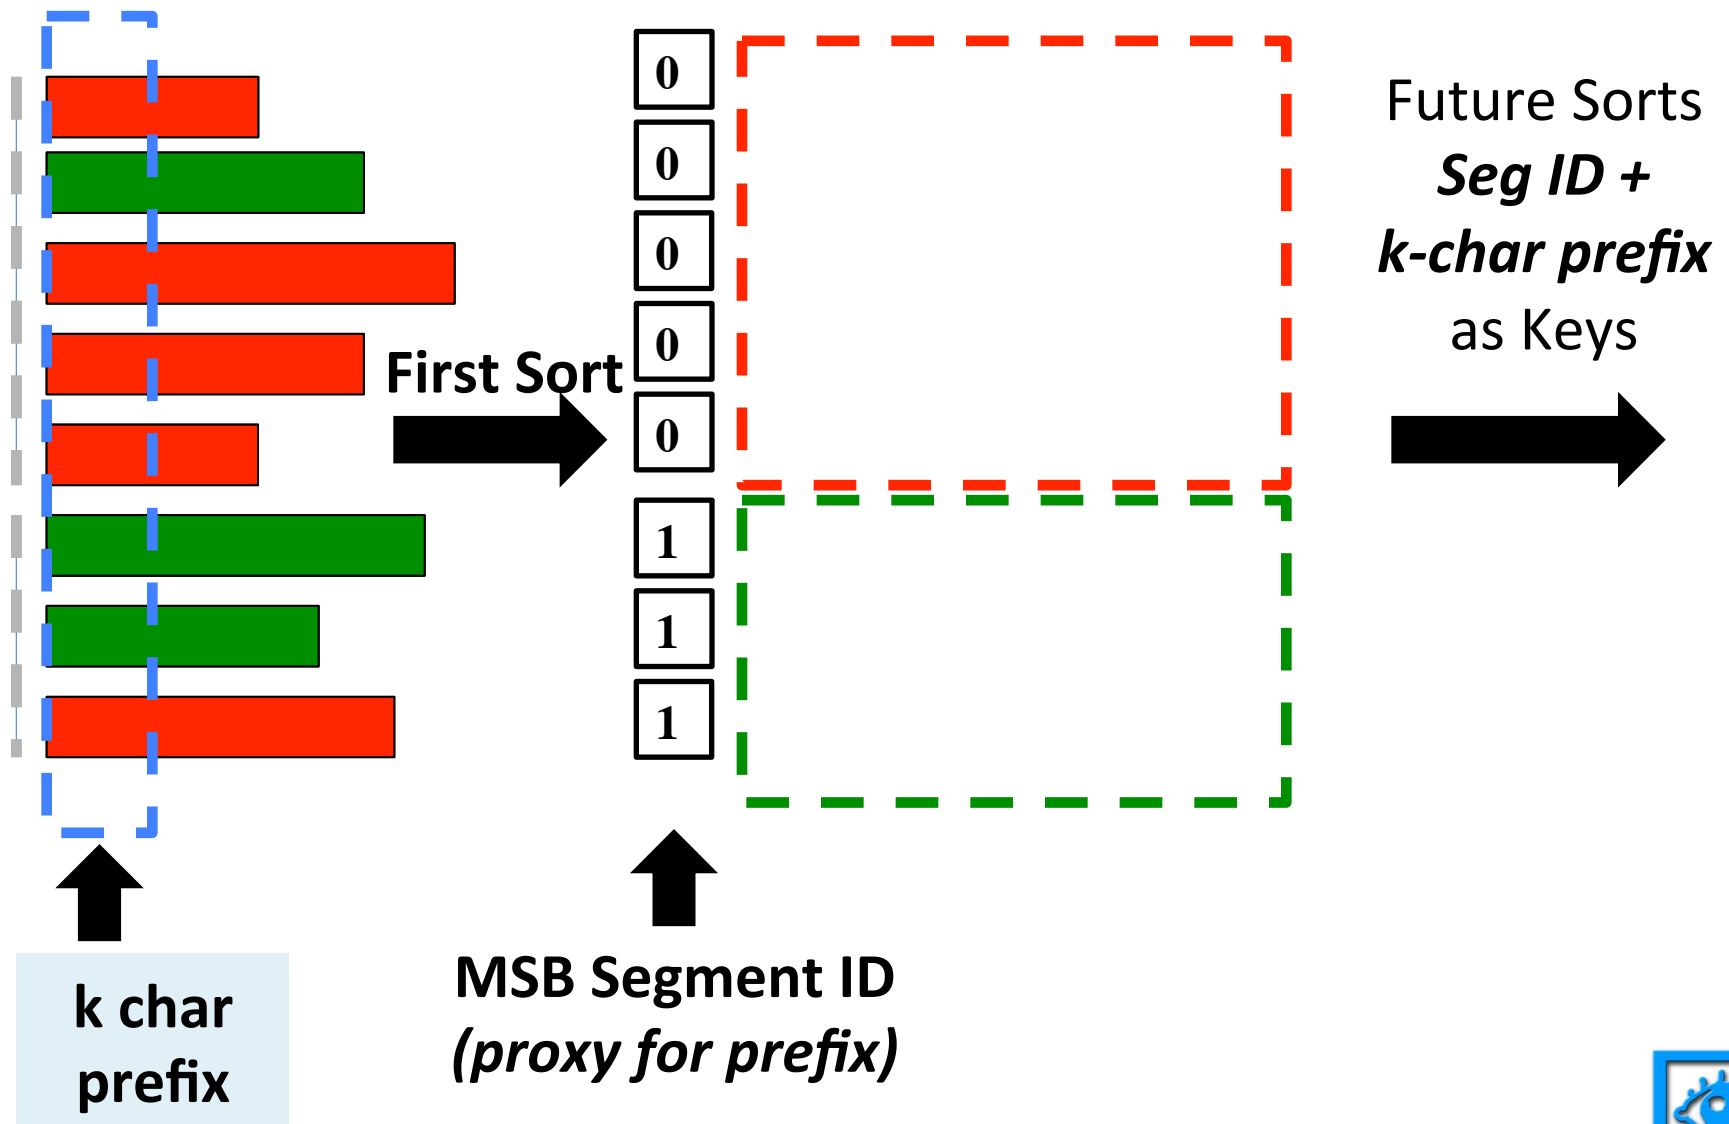 First Sort
0
0
0
0
0
1
1
1
Future Sorts
Seg ID +
k-char prefix
as Keys
k char
prefix
MSB Segment ID
(proxy for prefix)